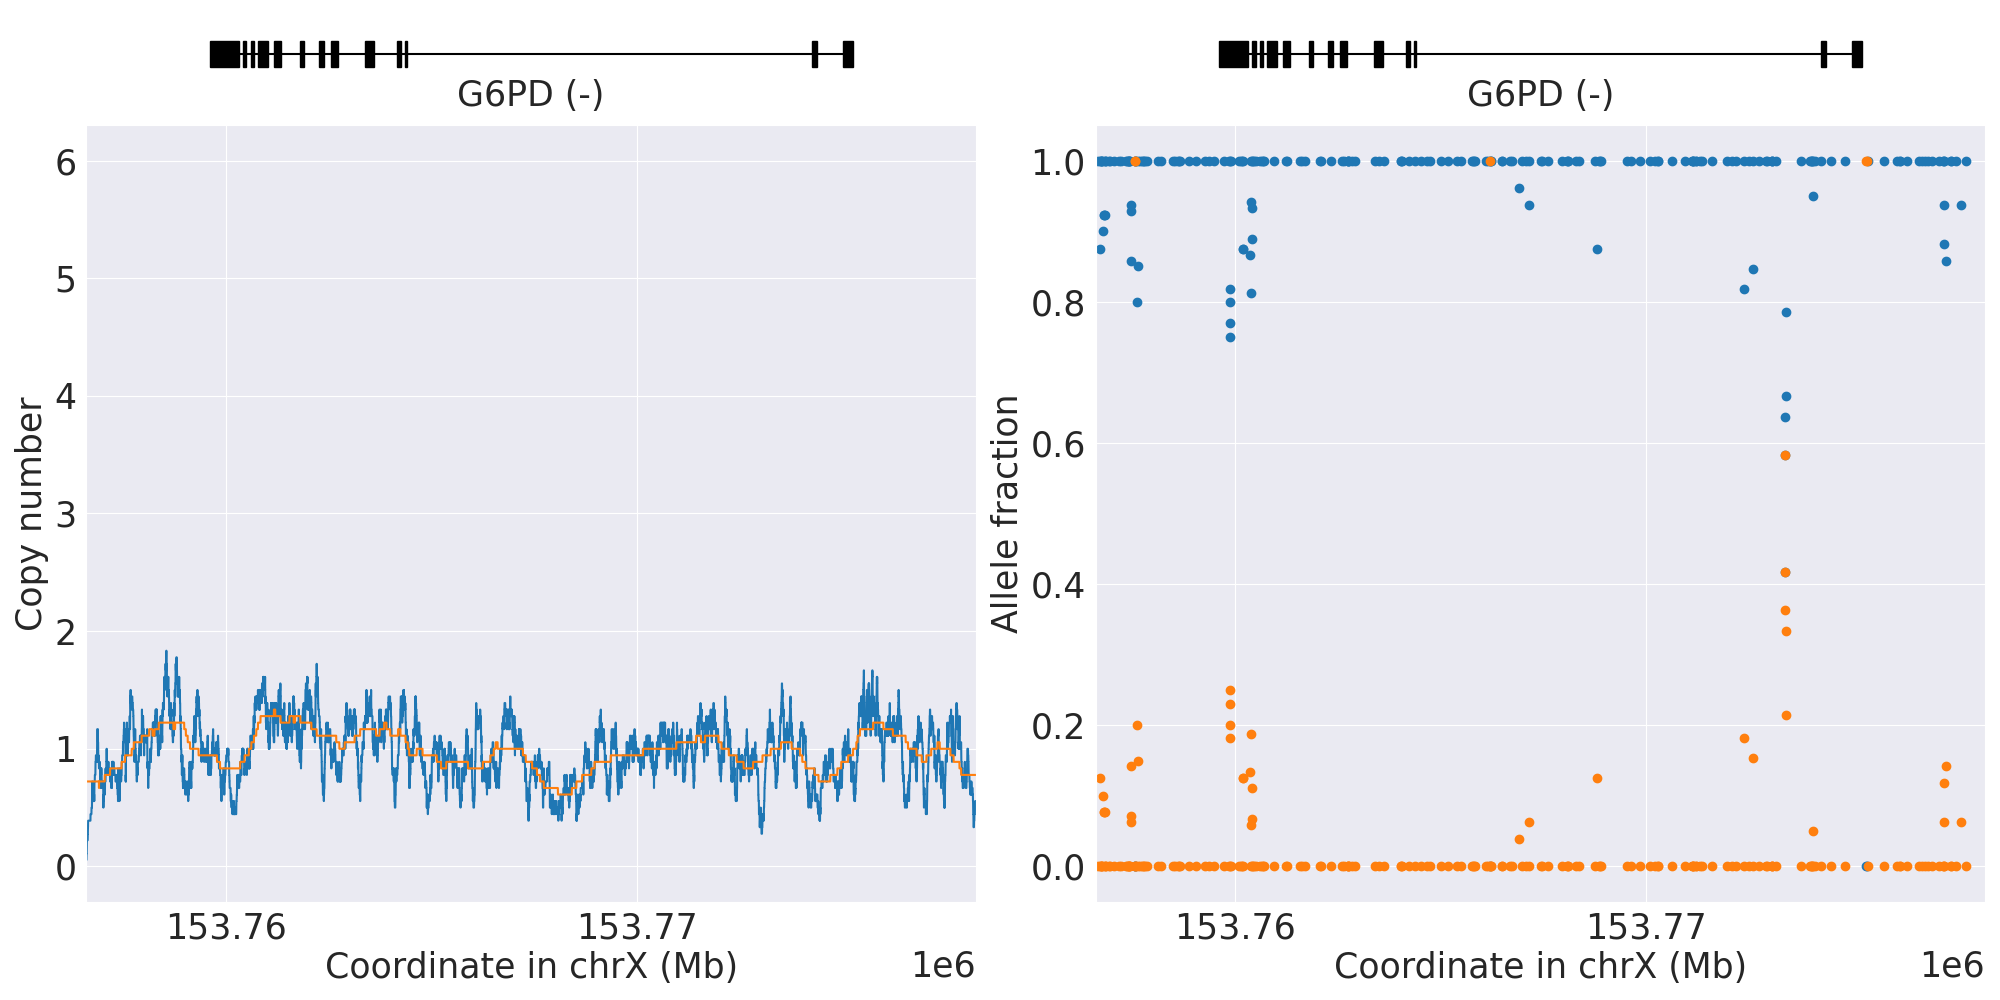 G6PD (-)
6
5
4
3
2
1
0
Copy number
153.76
153.77
Coordinate in chrX (Mb)
1e6
G6PD (-)
1.0
0.8
0.6
0.4
0.2
0.0
Allele fraction
153.76
153.77
Coordinate in chrX (Mb)
1e6